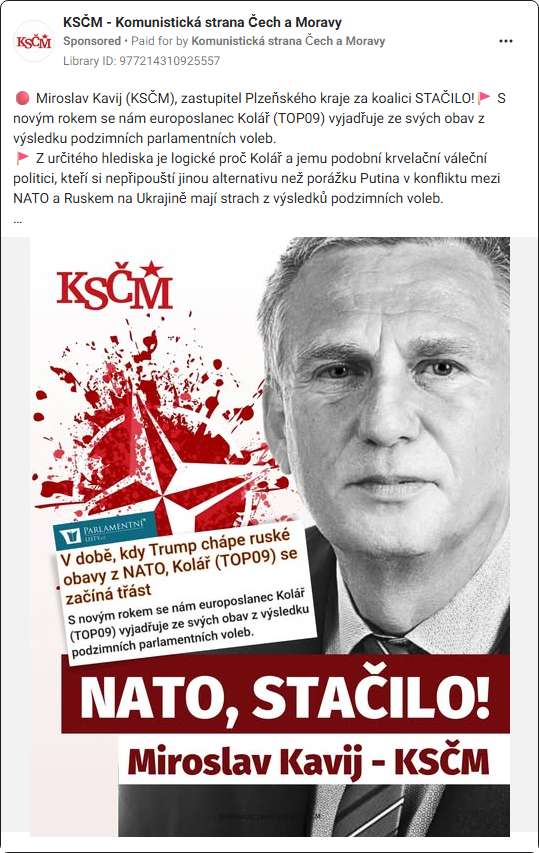 KSČM - Komunistická strana Čech a Moravy
Sponsored • Paid for by Komunistická strana Čech a Moravy
Library ID: 977214310925557
Miroslav Kavij (KSČM), zastupitel Plzeňského kraje za koalici STAČILO! 🚩 S
novým rokem se nám europoslanec Kolář (TOP09) vyjadřuje ze svých obav z
výsledku podzimních parlamentních voleb.
🚩 Z určitého hlediska je logické proč Kolář a jemu podobní krvelační váleční
politici, kteří si nepřipouští jinou alternativu než porážku Putina v konfliktu mezi
NATO a Ruskem na Ukrajině mají strach z výsledků podzimních voleb.
...
KSČM
PARLAMENTNÍ
LISTY.cz
V době, kdy Trump chápe ruské
obavy z NATO, Kolář (TOP09) se
začíná třást
S novým rokem se nám europoslanec Kolář
(TOP09) vyjadřuje ze svých obav z výsledku
podzimních parlamentních voleb.
NATO, STAČILO!
Miroslav Kavij - KSČM